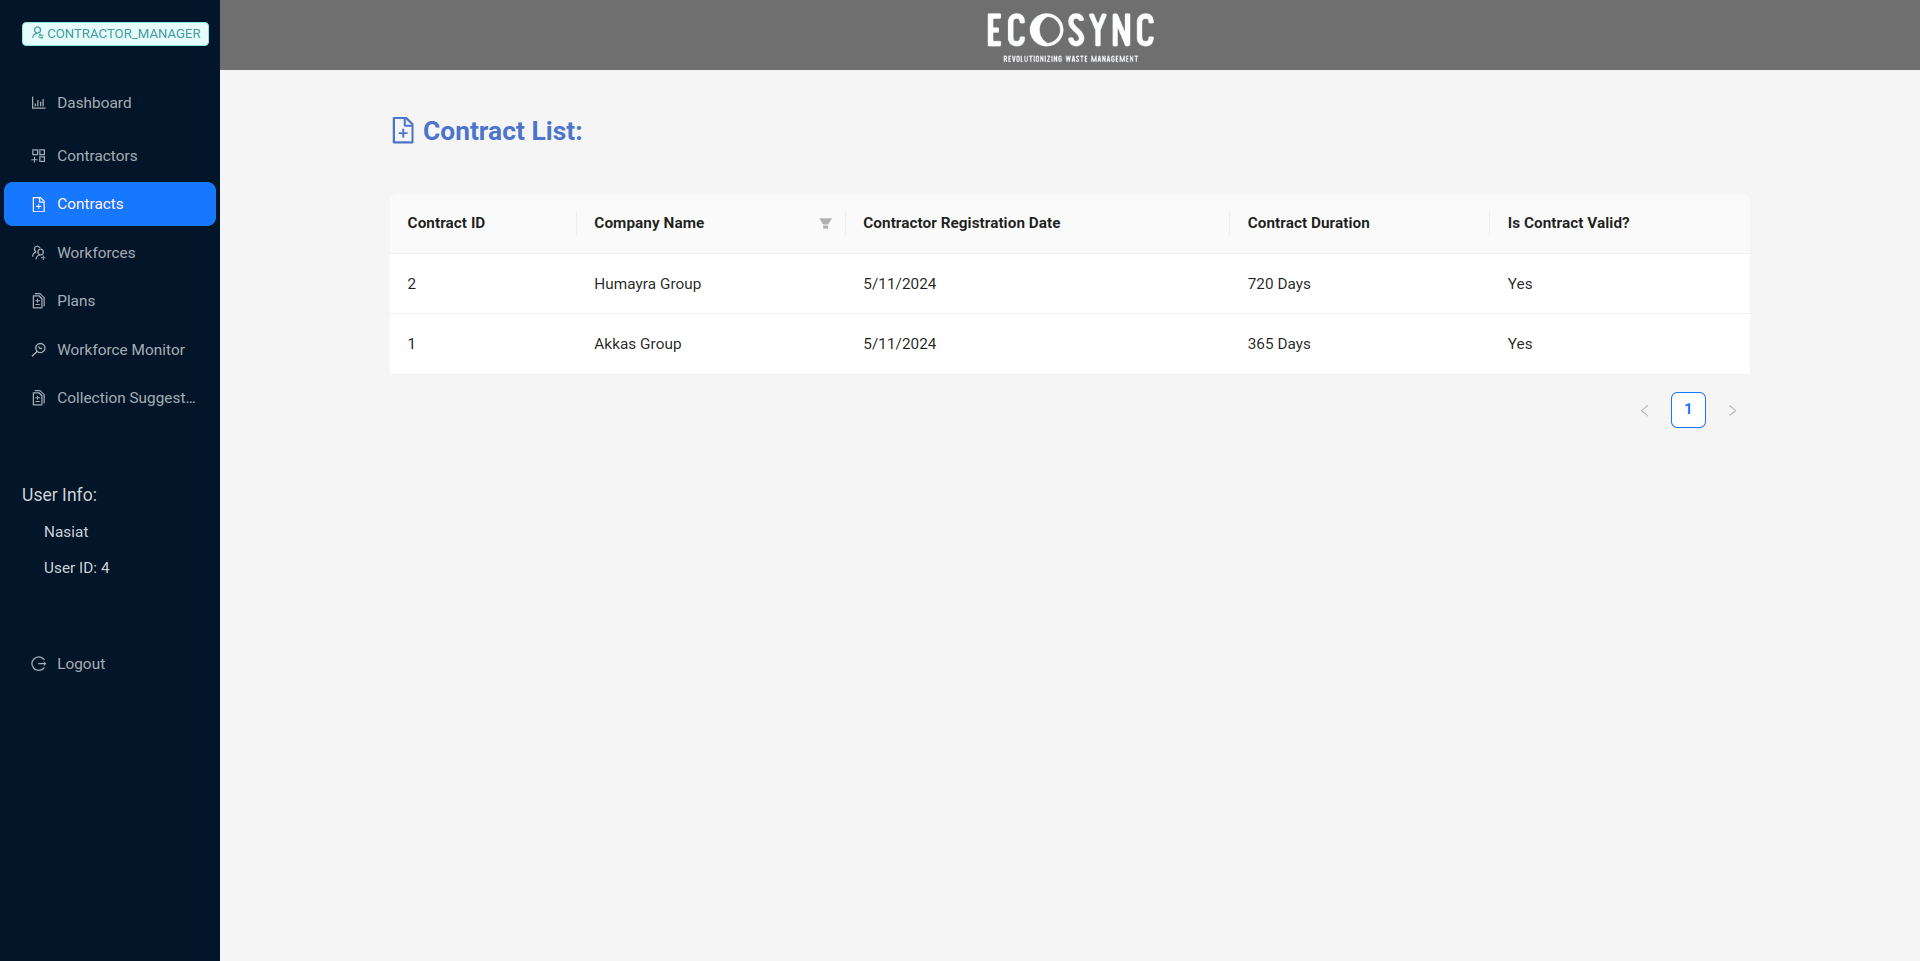 CONTRACTOR_MANAGER
Dashboard
Contractors
Contracts
Workforces
Plans
Workforce Monitor
Collection Suggest...
User Info:
Nasiat
User ID: 4
Logout
ECOSYNC
REVOLUTIONIZING WASTE MANAGEMENT
Contract List:
Contract ID Company Name Contractor Registration Date Contract Duration Is Contract Valid?
2 Humayra Group 5/11/2024 720 Days Yes
1 Akkas Group 5/11/2024 365 Days Yes
< 1 >